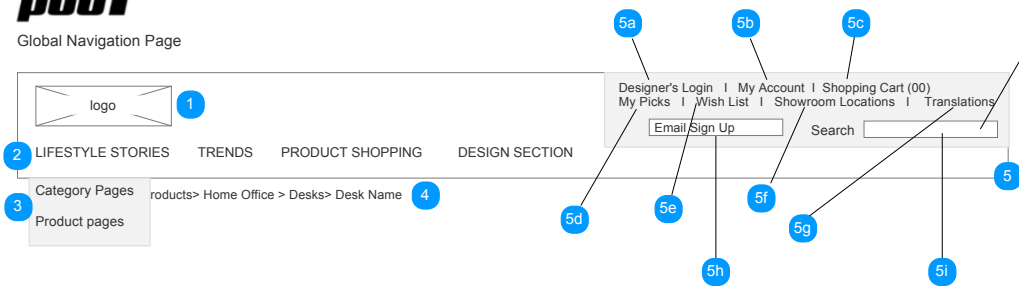 Global Navigation Page
5a
5b
5c
Designer's Login I My Account I Shopping Cart (00)
My Picks I Wish List I Showroom Locations I Translations
logo
1
Email Sign Up
Search
2
LIFESTYLE STORIES TRENDS PRODUCT SHOPPING DESIGN SECTION
5
Category Pages
roducts> Home Office > Desks> Desk Name
4
3
Product pages
5d
5e
5f
5g
5h
5i